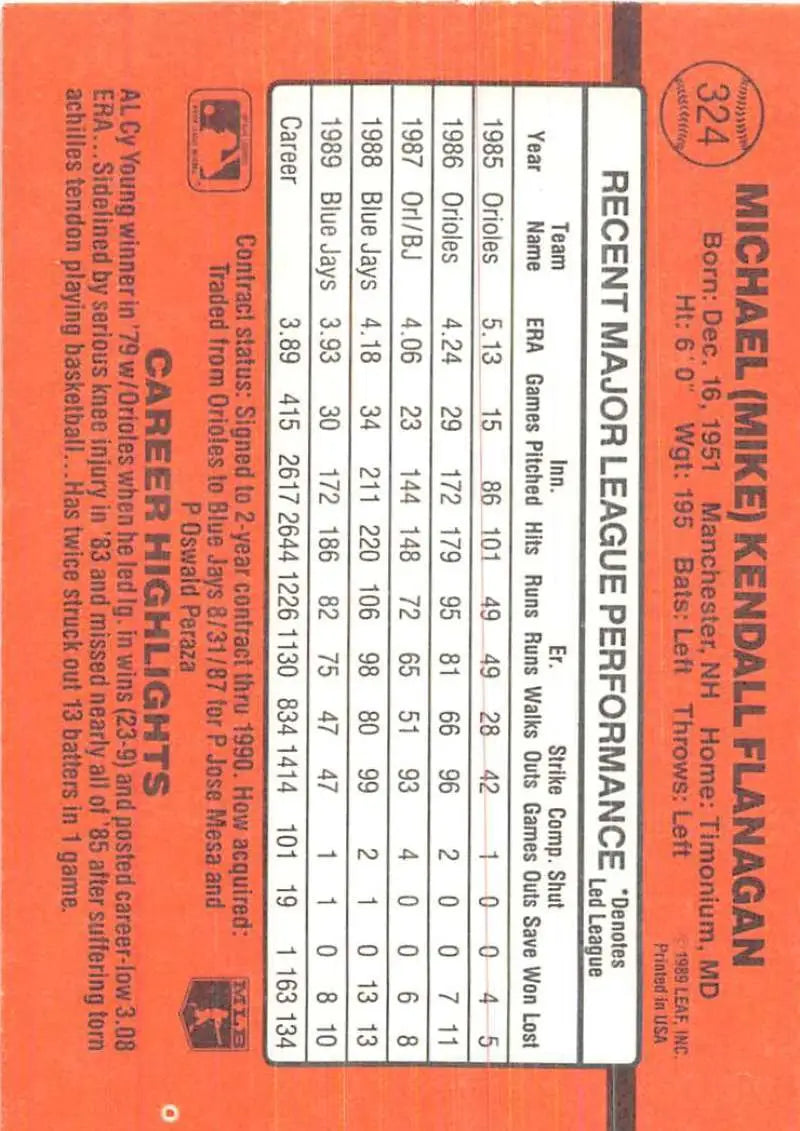 324
MICHAEL (MIKE) KENDALL FLANAGAN
Born: Dec. 16, 1951 Manchester, NH Home: Timonium, MD
Ht: 6' 0" Wgt: 195 Bats: Left Throws: Left
© 1989 LEAF, INC.
Printed in USA
RECENT MAJOR LEAGUE PERFORMANCE *Denotes
Led League
Team Inn. Er. Strike Comp. Shut
Year Name ERA Games Pitched Hits Runs Runs Walks Outs Games Outs Save Won Lost
1985 Orioles 5.13 15 86 101 49 49 28 42 1 0 0 4 5
1986 Orioles 4.24 29 172 179 95 81 66 96 2 0 0 7 11
1987 Orl/BJ 4.06 23 144 148 72 65 51 93 4 0 0 6 8
1988 Blue Jays 4.18 34 211 220 106 98 80 99 2 1 0 13 13
1989 Blue Jays 3.93 30 172 186 82 75 47 47 1 1 0 8 10
Career 3.89 415 2617 2644 1226 1130 834 1414 101 19 1 163 134
Contract status: Signed to 2-year contract thru 1990. How acquired:
Traded from Orioles to Blue Jays 8/31/87 for P Jose Mesa and
P Oswald Peraza
MLB
CAREER HIGHLIGHTS
AL Cy Young winner in '79 w/Orioles when he led lg. in wins (23-9) and posted career-low 3.08
ERA...Sidelined by serious knee injury in '83 and missed nearly all of '85 after suffering torn
achilles tendon playing basketball...Has twice struck out 13 batters in 1 game.